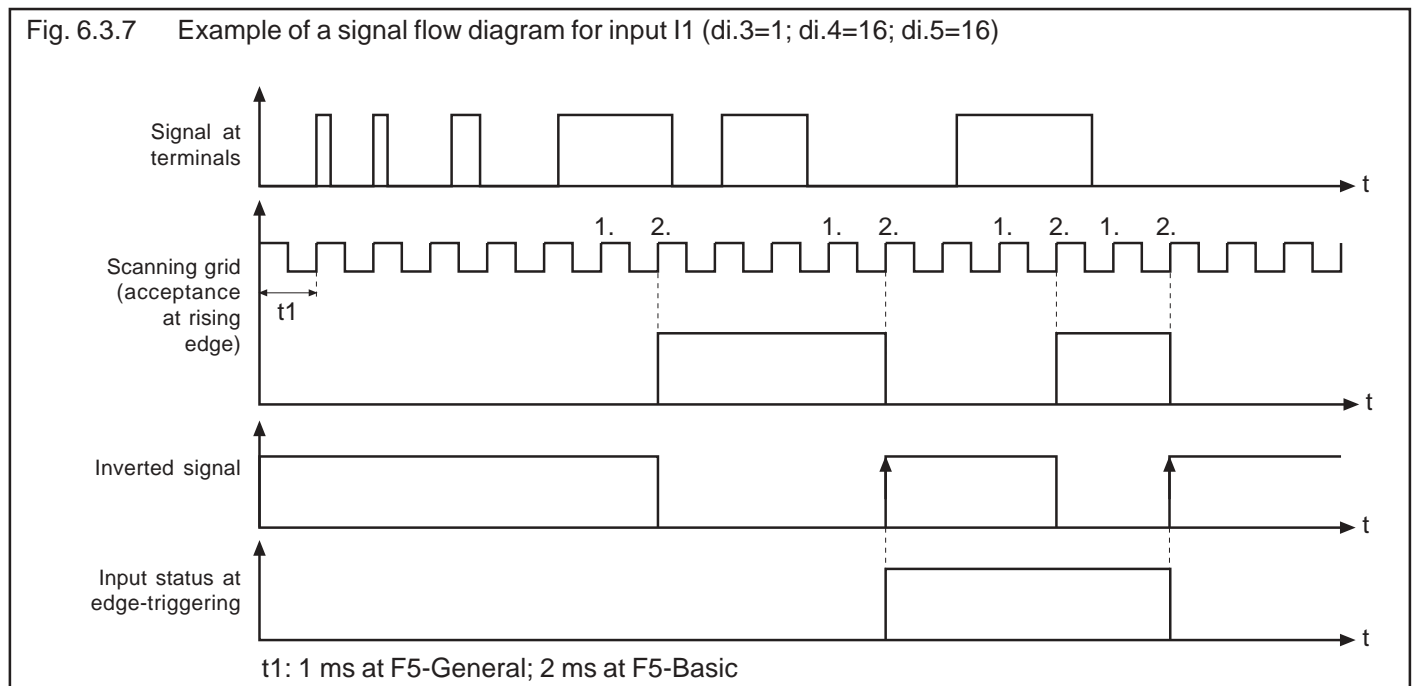 Fig. 6.3.7 Example of a signal flow diagram for input I1 (di.3=1; di.4=16; di.5=16)
Signal at
terminals
t
1. 2. 1. 2. 1. 2. 1. 2.
Scanning grid
(acceptance
at rising
edge)
t1
t
Inverted signal
t
Input status at
edge-triggering
t
t1: 1 ms at F5-General; 2 ms at F5-Basic